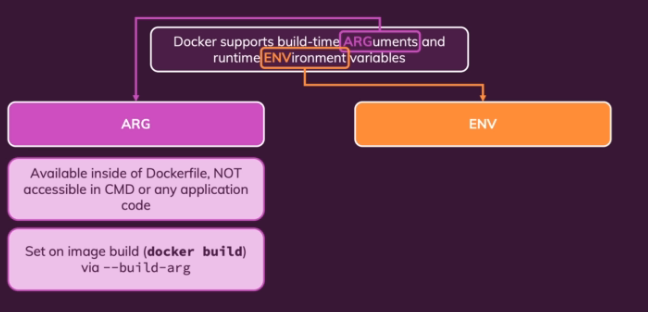 Docker supports build-time ARGuments and
runtime ENVironment variables
ARG
ENV
Available inside of Dockerfile, NOT
accessible in CMD or any application
code
Set on image build (docker build)
via --build-arg